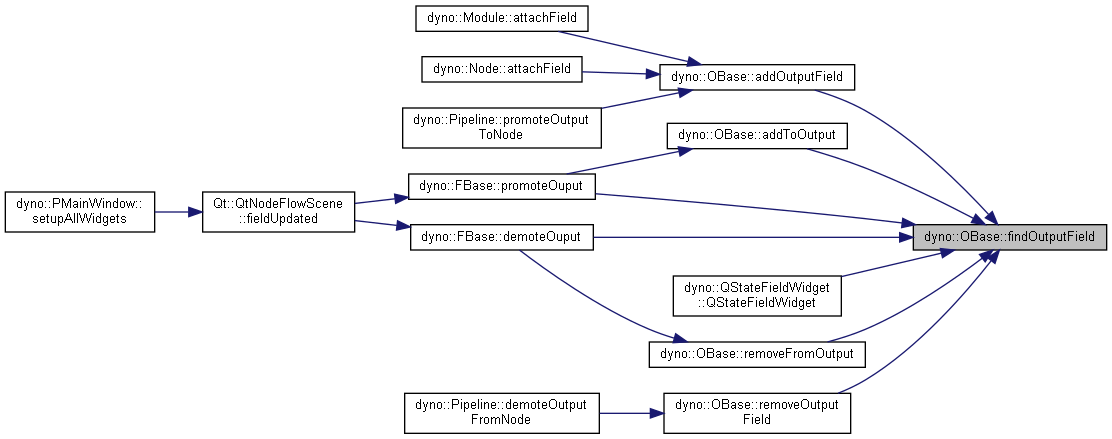 dyno::Module::attachField
dyno::Node::attachField
dyno::OBase::addOutputField
dyno::Pipeline::promoteOutput
ToNode
dyno::OBase::addToOutput
dyno::FBase::promoteOuput
dyno::PMainWindow::
setupAllWidgets
Qt::QtNodeFlowScene
::fieldUpdated
dyno::FBase::demoteOuput
dyno::OBase::findOutputField
dyno::QStateFieldWidget
::QStateFieldWidget
dyno::OBase::removeFromOutput
dyno::Pipeline::demoteOutput
FromNode
dyno::OBase::removeOutput
Field